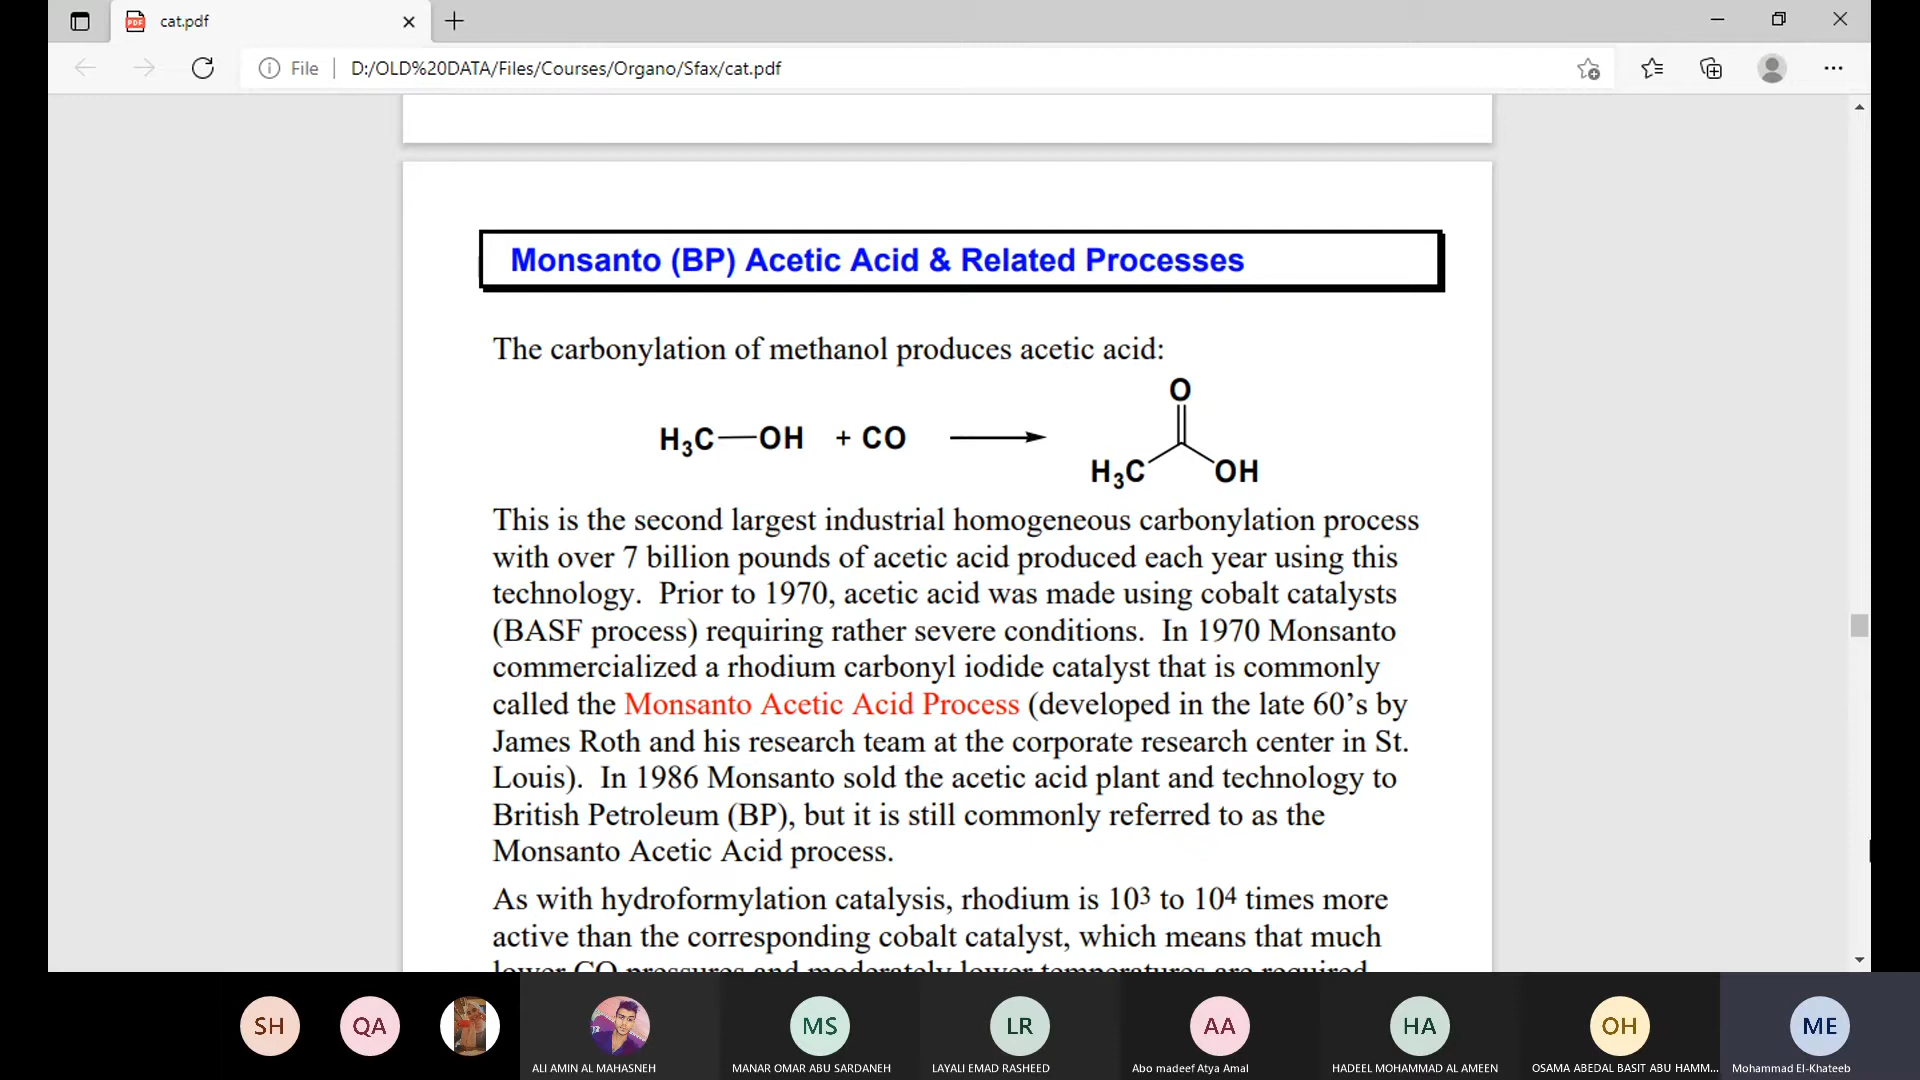 cat.pdf
File
D:/OLD%20DATA/Files/Courses/Organo/Sfax/cat.pdf
Monsanto (BP) Acetic Acid & Related Processes
The carbonylation of methanol produces acetic acid:
O
H3C—OH + CO
H3C OH
This is the second largest industrial homogeneous carbonylation process
with over 7 billion pounds of acetic acid produced each year using this
technology. Prior to 1970, acetic acid was made using cobalt catalysts
(BASF process) requiring rather severe conditions. In 1970 Monsanto
commercialized a rhodium carbonyl iodide catalyst that is commonly
called the Monsanto Acetic Acid Process (developed in the late 60’s by
James Roth and his research team at the corporate research center in St.
Louis). In 1986 Monsanto sold the acetic acid plant and technology to
British Petroleum (BP), but it is still commonly referred to as the
Monsanto Acetic Acid process.
As with hydroformylation catalysis, rhodium is 10³ to 10⁴ times more
active than the corresponding cobalt catalyst, which means that much
lower CO pressures and moderately lower temperatures are required
SH QA MS LR AA HA OH ME
ALI AMIN AL MAHASNEH MANAR OMAR ABU SARDANEH LAYALI EMAD RASHEED Abo madeef Atya Amal HADEEL MOHAMMAD AL AMEEN OSAMA ABEDAL BASIT ABU HAMM... Mohammad El-Khateeb